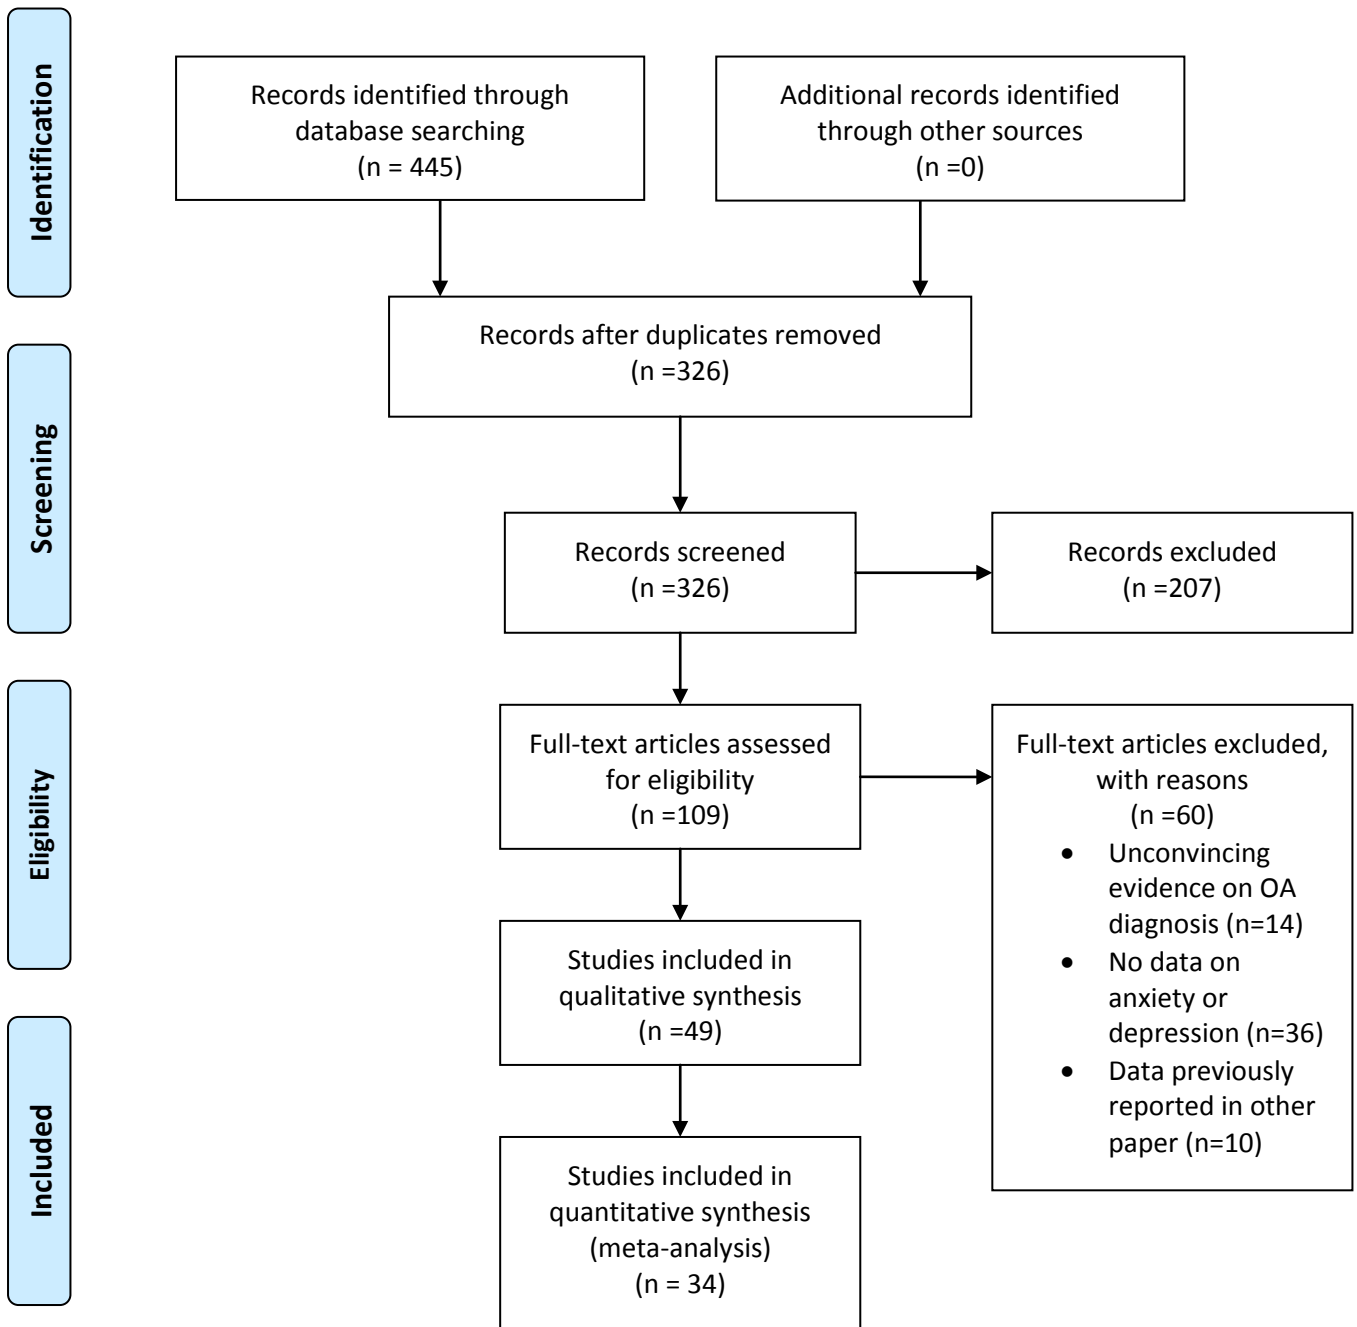 Identification
Records identified through
database searching
(n = 445)
Additional records identified
through other sources
(n =0)
Records after duplicates removed
(n =326)
Screening
Records screened
(n =326)
Records excluded
(n =207)
Eligibility
Full-text articles assessed
for eligibility
(n =109)
Full-text articles excluded,
with reasons
(n =60)
• Unconvincing
evidence on OA
diagnosis (n=14)
• No data on
anxiety or
depression (n=36)
• Data previously
reported in other
paper (n=10)
Studies included in
qualitative synthesis
(n =49)
Included
Studies included in
quantitative synthesis
(meta-analysis)
(n = 34)